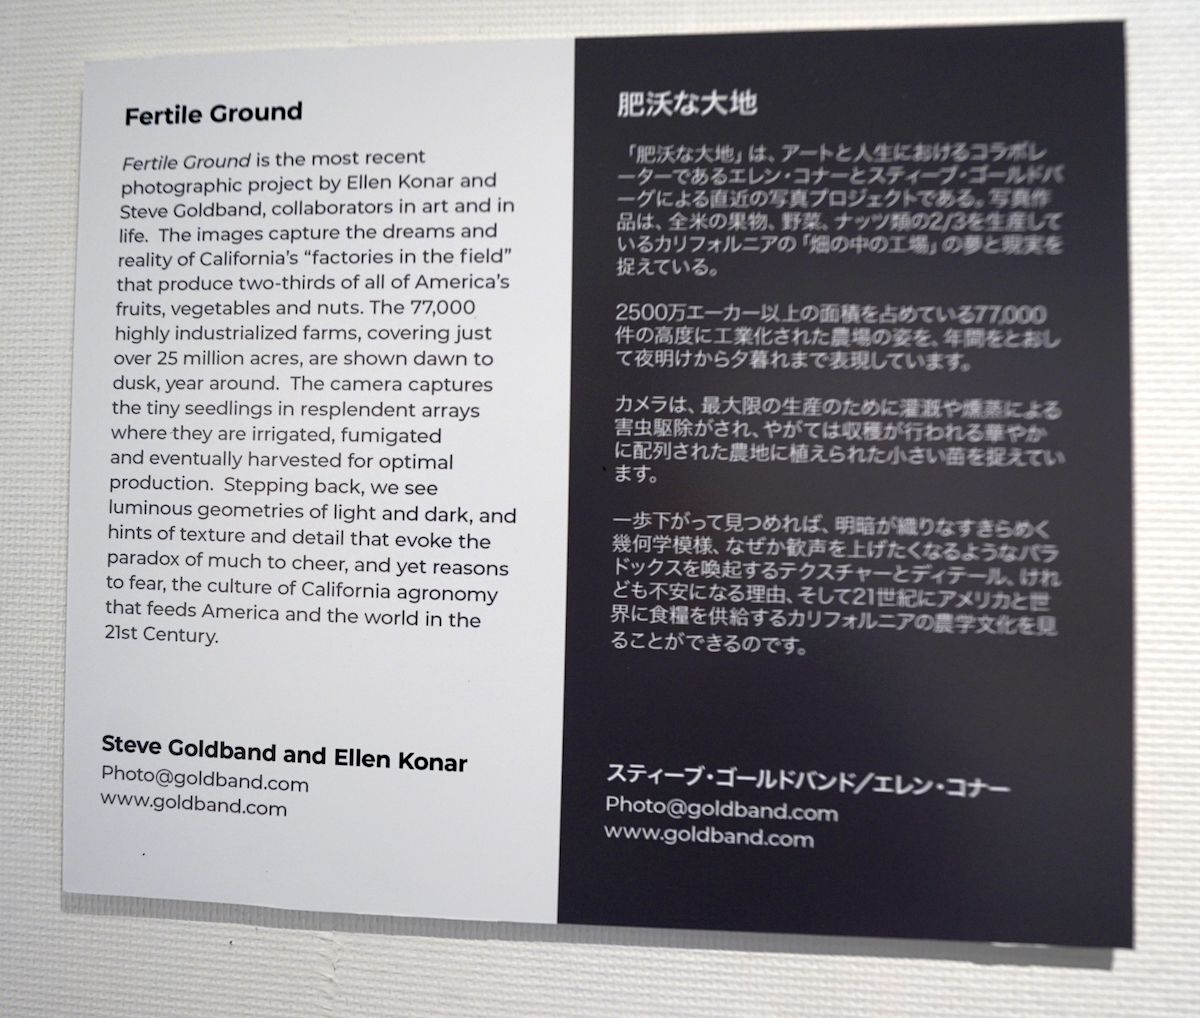 Fertile Ground
Fertile Ground is the most recent
photographic project by Ellen Konar and
Steve Goldband, collaborators in art and in
life.  The images capture the dreams and
reality of California's “factories in the field”
that produce two-thirds of all of America's
fruits, vegetables and nuts. The 77,000
highly industrialized farms, covering just
over 25 million acres, are shown dawn to
dusk, year around.  The camera captures
the tiny seedlings in resplendent arrays
where they are irrigated, fumigated
and eventually harvested for optimal
production.  Stepping back, we see
luminous geometries of light and dark, and
hints of texture and detail that evoke the
paradox of much to cheer, and yet reasons
to fear, the culture of California agronomy
that feeds America and the world in the
21st Century.
Steve Goldband and Ellen Konar
Photo@goldband.com
www.goldband.com
肥沃な大地
「肥沃な大地」は、アートと人生におけるコラボレ
ーターであるエレン・コナーとスティーブ・ゴールドバ
ーグによる直近の写真プロジェクトである。写真作
品は、全米の果物、野菜、ナッツ類の2/3を生産して
いるカリフォルニアの「畑の中の工場」の夢と現実を
捉えている。
2500万エーカー以上の面積を占めている77,000
件の高度に工業化された農場の姿を、年間をとおし
て夜明けから夕暮れまで表現しています。
カメラは、最大限の生産のために灌漑や燻蒸による
害虫駆除がされ、やがては収穫が行われる華やか
に配列された農地に植えられた小さい苗を捉えてい
ます。
一歩下がって見つめれば、明暗が織りなすきらめく
幾何学模様、なぜか歓声を上げたくなるようなパラ
ドックスを喚起するテクスチャーとディテール、けれ
ども不安になる理由、そして21世紀にアメリカと世
界に食糧を供給するカリフォルニアの農学文化を見
ることができるのです。
スティーブ・ゴールドバンド／エレン・コナー
Photo@goldband.com
www.goldband.com